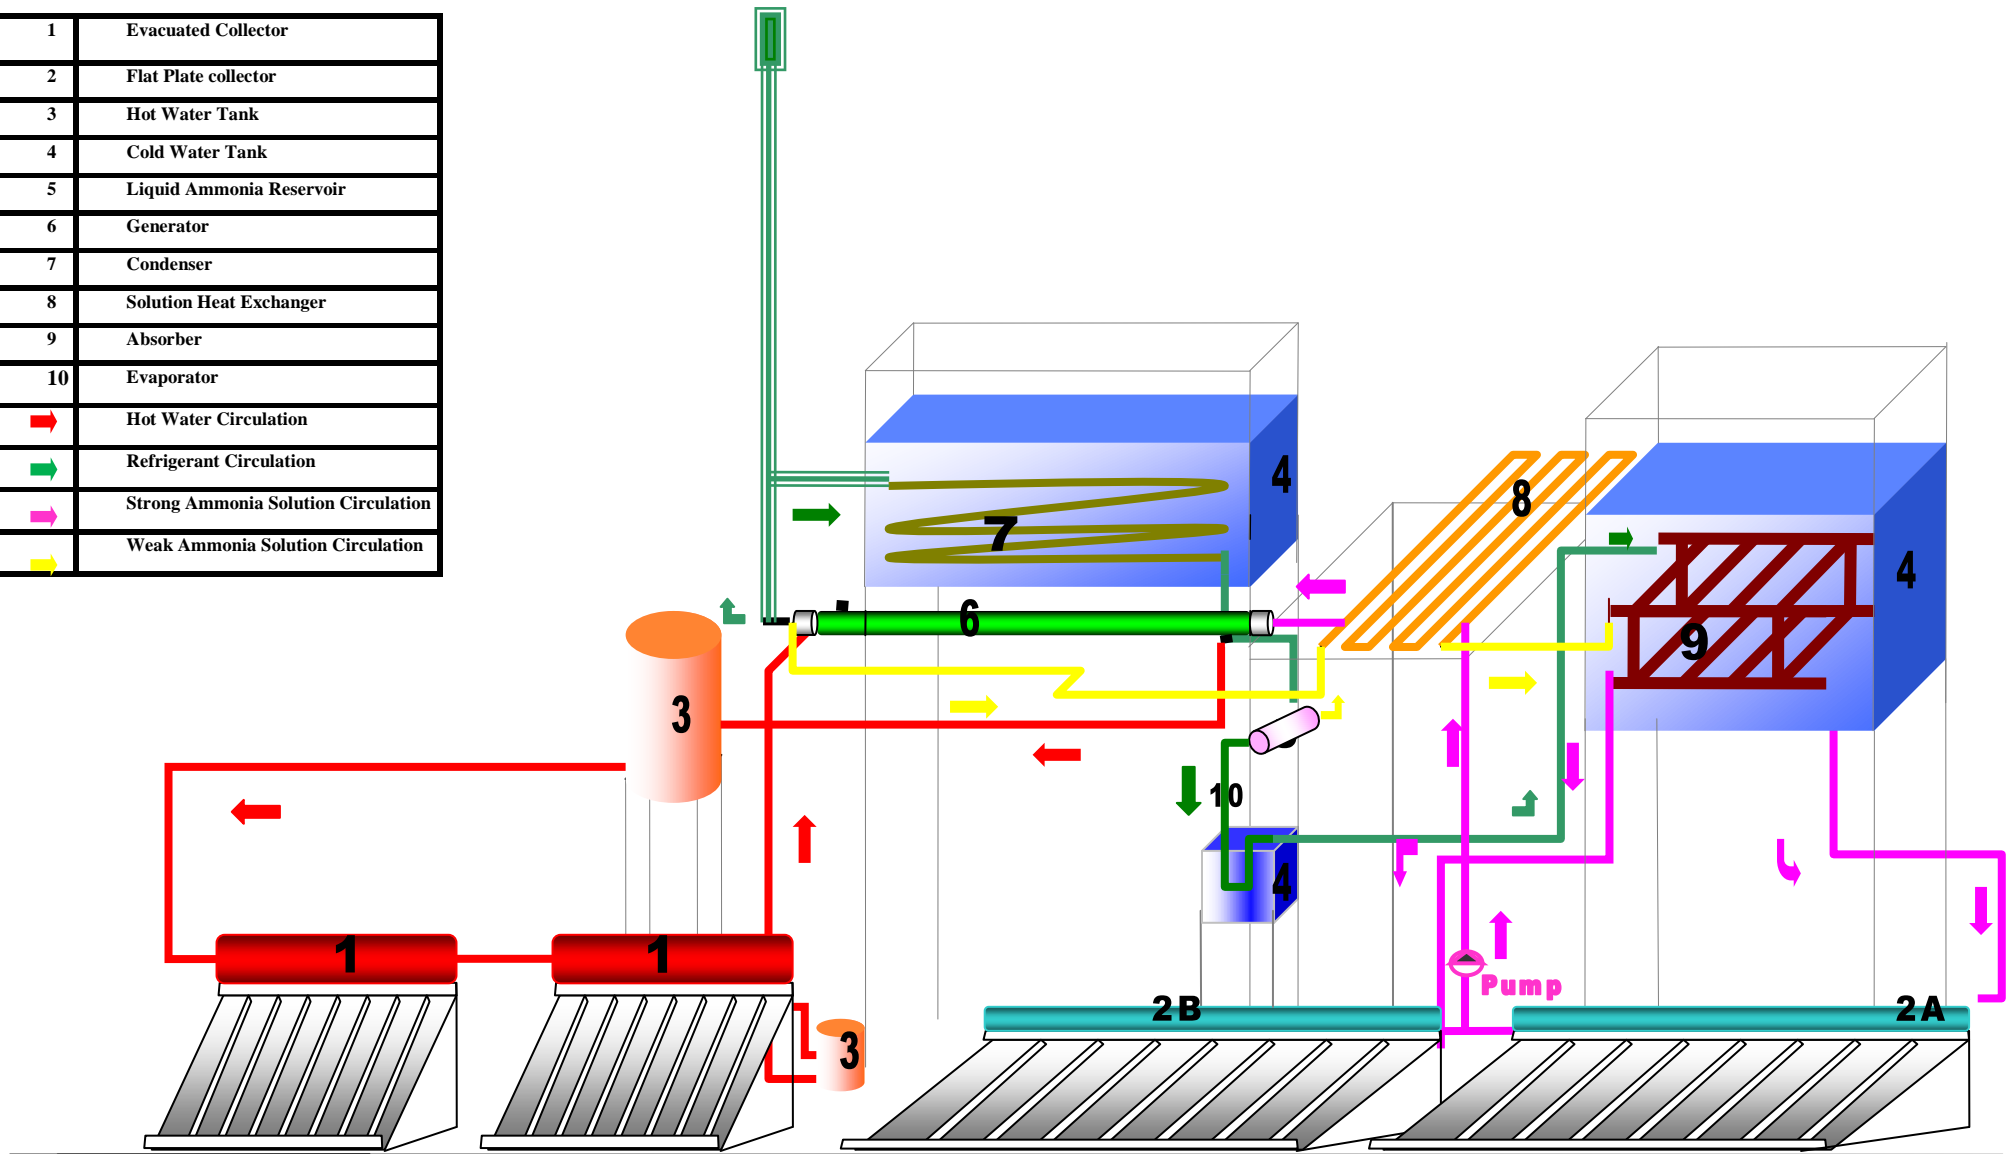 1 Evacuated Collector
2 Flat Plate collector
3 Hot Water Tank
4 Cold Water Tank
5 Liquid Ammonia Reservoir
6 Generator
7 Condenser
8 Solution Heat Exchanger
9 Absorber
10 Evaporator
Hot Water Circulation
Refrigerant Circulation
Strong Ammonia Solution Circulation
Weak Ammonia Solution Circulation
4
8
7
4
6
9
3
10
4
1
1
Pump
2B
2A
3